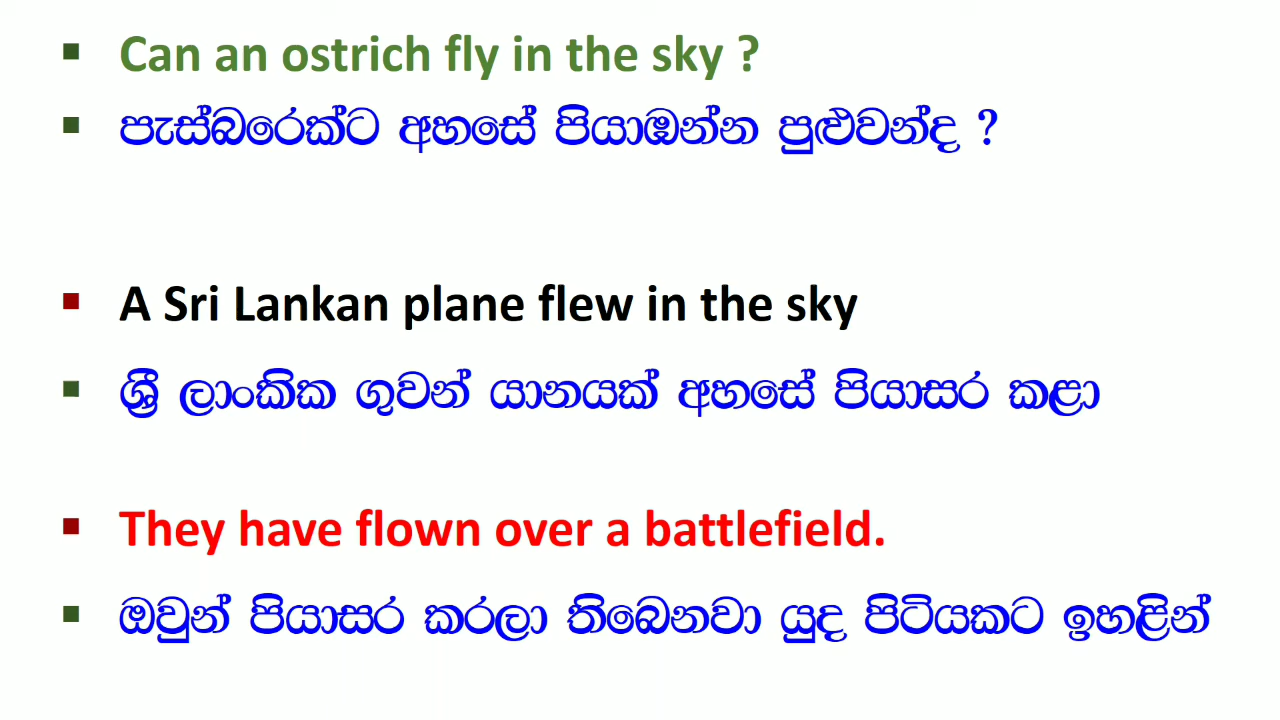 Can an ostrich fly in the sky ?
පැස්බරෙක්ට අහසේ පියාඹන්න පුළුවන්ද ?
A Sri Lankan plane flew in the sky
ශ්‍රී ලාංකික ගුවන් යානයක් අහසේ පියාසර කළා
They have flown over a battlefield.
ඔවුන් පියාසර කරලා තිබෙනවා යුද පිටියකට ඉහළින්